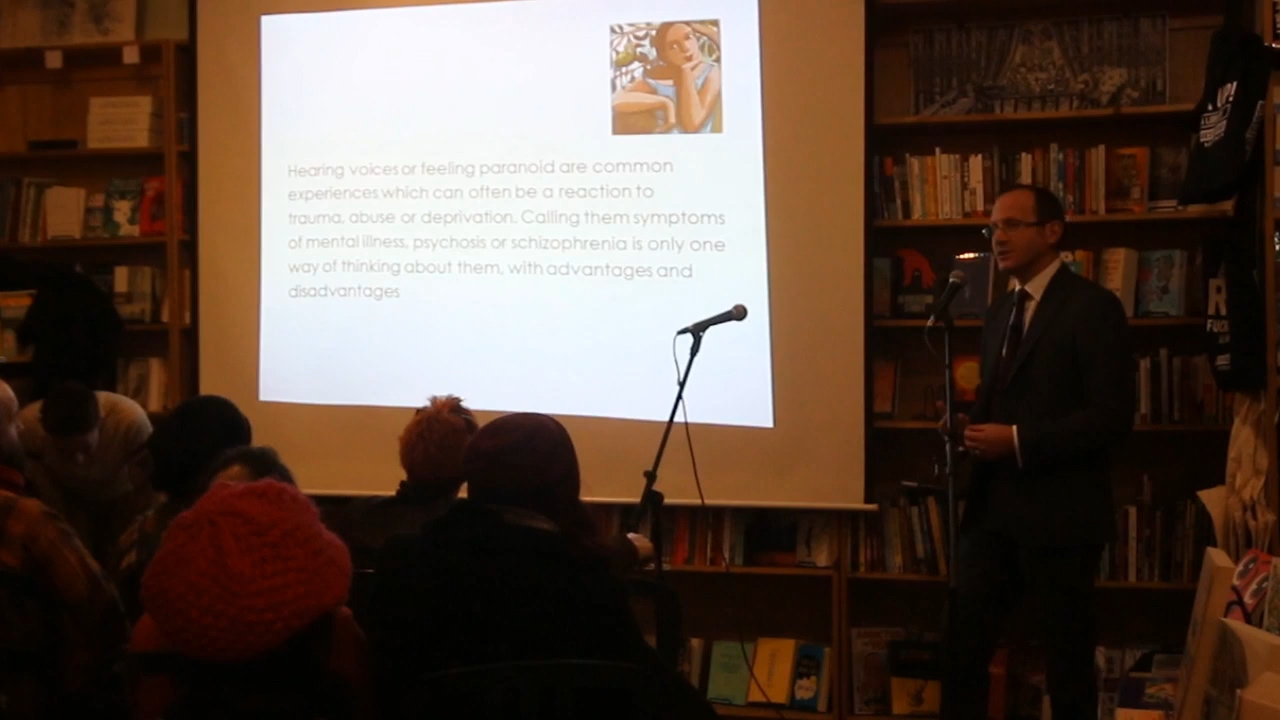 Hearing voices or feeling paranoid are common
experiences which can often be a reaction to
trauma, abuse or deprivation. Calling them symptoms
of mental illness, psychosis or schizophrenia is only one
way of thinking about them, with advantages and
disadvantages